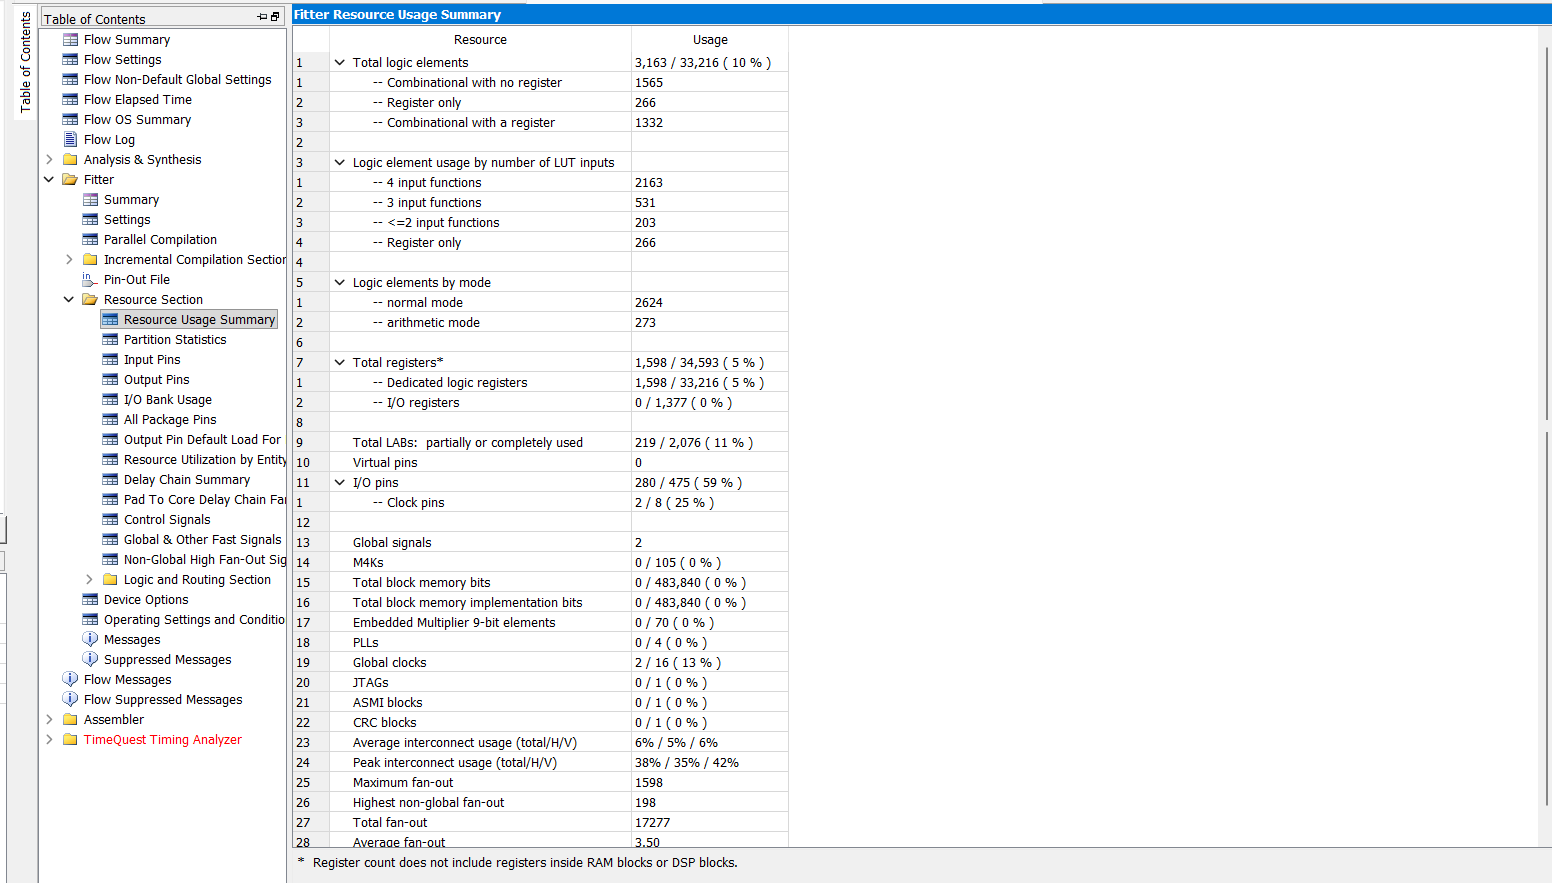 Table of Contents
Table of Contents
Flow Summary
Flow Settings
Flow Non-Default Global Settings
Flow Elapsed Time
Flow OS Summary
Flow Log
Analysis & Synthesis
Fitter
Summary
Settings
Parallel Compilation
Incremental Compilation Section
Pin-Out File
Resource Section
Resource Usage Summary
Partition Statistics
Input Pins
Output Pins
I/O Bank Usage
All Package Pins
Output Pin Default Load For
Resource Utilization by Entity
Delay Chain Summary
Pad To Core Delay Chain Fan
Control Signals
Global & Other Fast Signals
Non-Global High Fan-Out Sig
Logic and Routing Section
Device Options
Operating Settings and Conditio
Messages
Suppressed Messages
Flow Messages
Flow Suppressed Messages
Assembler
TimeQuest Timing Analyzer
Fitter Resource Usage Summary
Resource Usage
1 Total logic elements 3,163 / 33,216 ( 10 % )
1 -- Combinational with no register 1565
2 -- Register only 266
3 -- Combinational with a register 1332
2
3 Logic element usage by number of LUT inputs
1 -- 4 input functions 2163
2 -- 3 input functions 531
3 -- <=2 input functions 203
4 -- Register only 266
4
5 Logic elements by mode
1 -- normal mode 2624
2 -- arithmetic mode 273
6
7 Total registers* 1,598 / 34,593 ( 5 % )
1 -- Dedicated logic registers 1,598 / 33,216 ( 5 % )
2 -- I/O registers 0 / 1,377 ( 0 % )
8
9 Total LABs: partially or completely used 219 / 2,076 ( 11 % )
10 Virtual pins 0
11 I/O pins 280 / 475 ( 59 % )
1 -- Clock pins 2 / 8 ( 25 % )
12
13 Global signals 2
14 M4Ks 0 / 105 ( 0 % )
15 Total block memory bits 0 / 483,840 ( 0 % )
16 Total block memory implementation bits 0 / 483,840 ( 0 % )
17 Embedded Multiplier 9-bit elements 0 / 70 ( 0 % )
18 PLLs 0 / 4 ( 0 % )
19 Global clocks 2 / 16 ( 13 % )
20 JTAGs 0 / 1 ( 0 % )
21 ASMI blocks 0 / 1 ( 0 % )
22 CRC blocks 0 / 1 ( 0 % )
23 Average interconnect usage (total/H/V) 6% / 5% / 6%
24 Peak interconnect usage (total/H/V) 38% / 35% / 42%
25 Maximum fan-out 1598
26 Highest non-global fan-out 198
27 Total fan-out 17277
28 Average fan-out 3.50
* Register count does not include registers inside RAM blocks or DSP blocks.